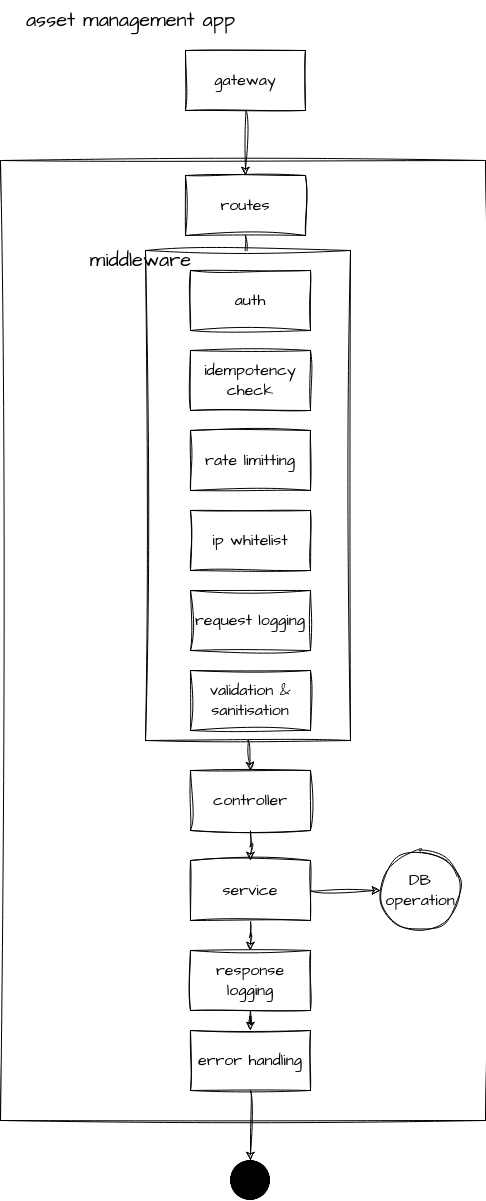 asset management app
gateway
routes
middleware
auth
idempotency
check
rate limitting
ip whitelist
request logging
validation &
sanitisation
controller
service
DB
operation
response
logging
error handling